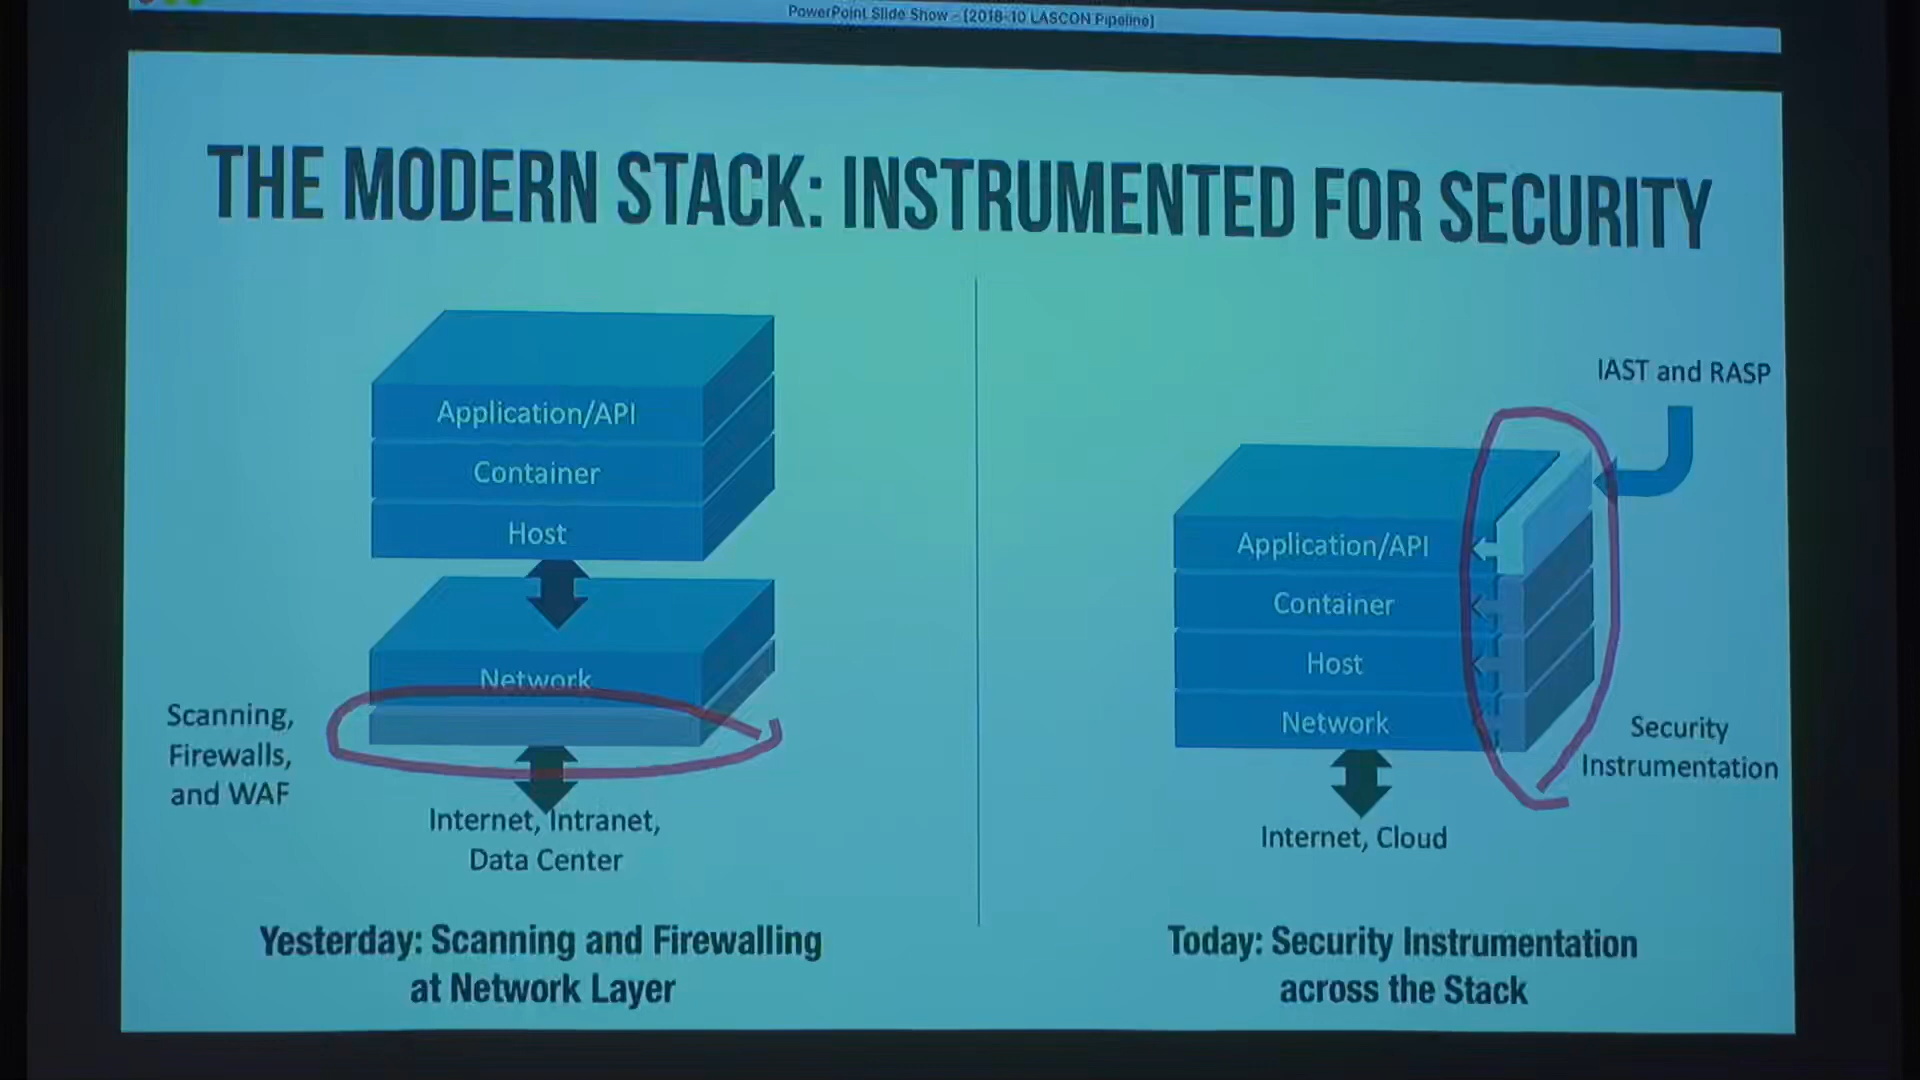 PowerPoint Slide Show - [2018-10 LASCON Pipeline]
THE MODERN STACK: INSTRUMENTED FOR SECURITY
Application/API
Container
Host
Network
Scanning,
Firewalls,
and WAF
Internet, Intranet,
Data Center
Yesterday: Scanning and Firewalling
at Network Layer
IAST and RASP
Application/API
Container
Host
Network
Security
Instrumentation
Internet, Cloud
Today: Security Instrumentation
across the Stack